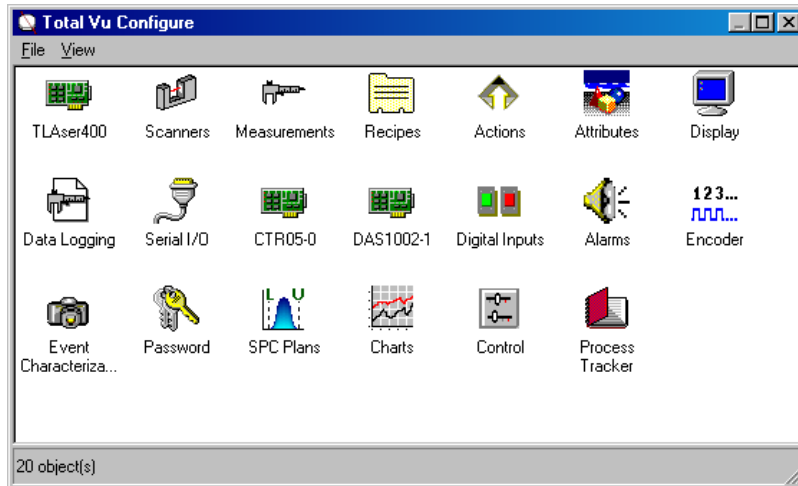 Total Vu Configure
File View
TLAser400 Scanners Measurements Recipes Actions Attributes Display
123...
Data Logging Serial I/O CTR05-0 DAS1002-1 Digital Inputs Alarms Encoder
L U
Event Characteriza... Password SPC Plans Charts Control Process Tracker
20 object(s)